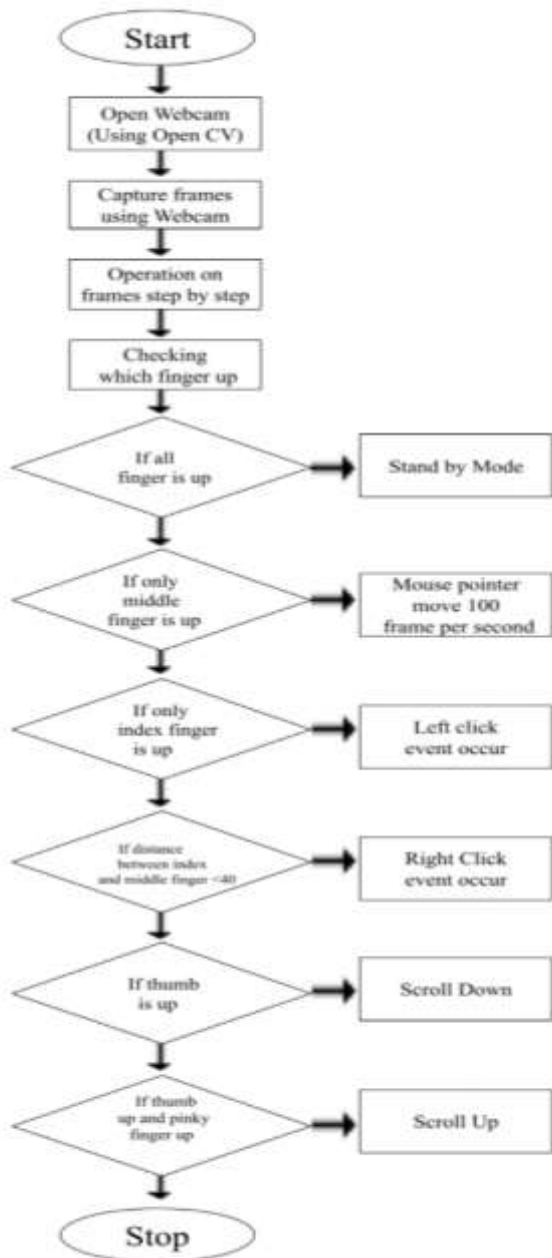 Start
Open Webcam
(Using Open CV)
Capture frames
using Webcam
Operation on
frames step by step
Checking
which finger up
If all
finger is up
Stand by Mode
If only
middle
finger is up
Mouse pointer
move 100
frame per second
If only
index finger
is up
Left click
event occur
If distance
between index
and middle finger <40
Right Click
event occur
If thumb
is up
Scroll Down
If thumb
up and pinky
finger up
Scroll Up
Stop